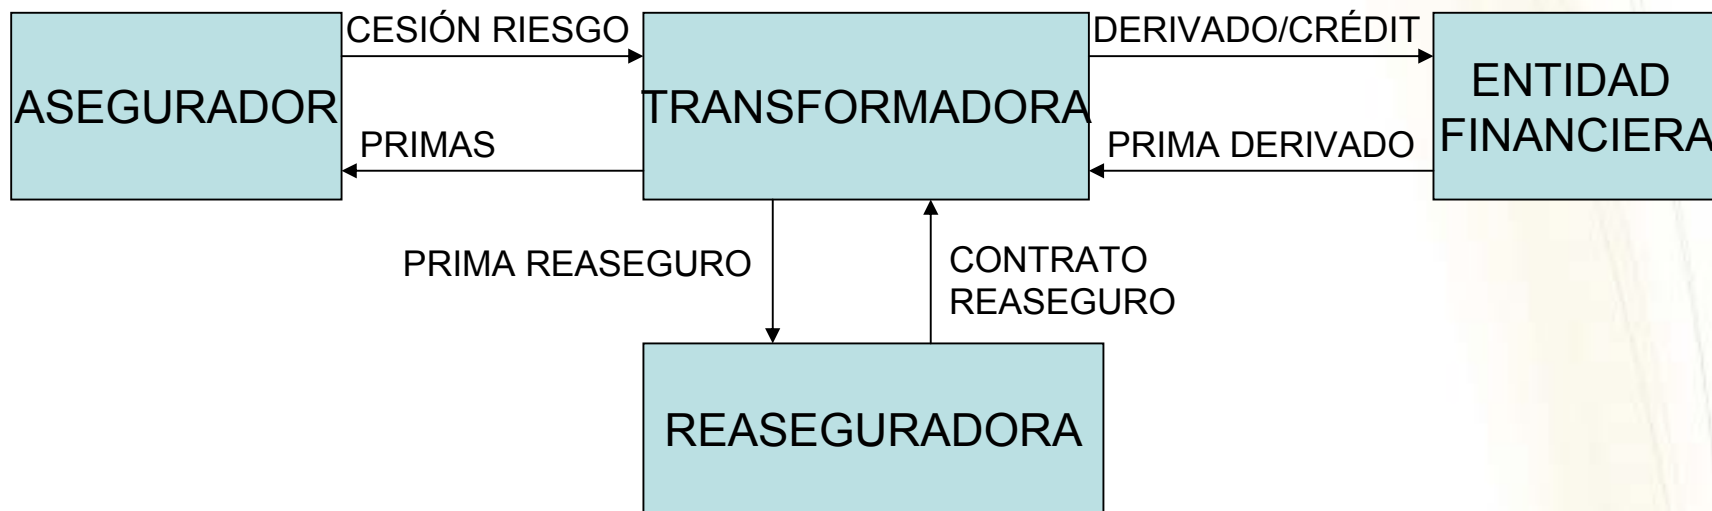 CESIÓN RIESGO
DERIVADO/CRÉDIT
ASEGURADOR
TRANSFORMADORA
ENTIDAD
FINANCIERA
PRIMAS
PRIMA DERIVADO
PRIMA REASEGURO
CONTRATO
REASEGURO
REASEGURADORA